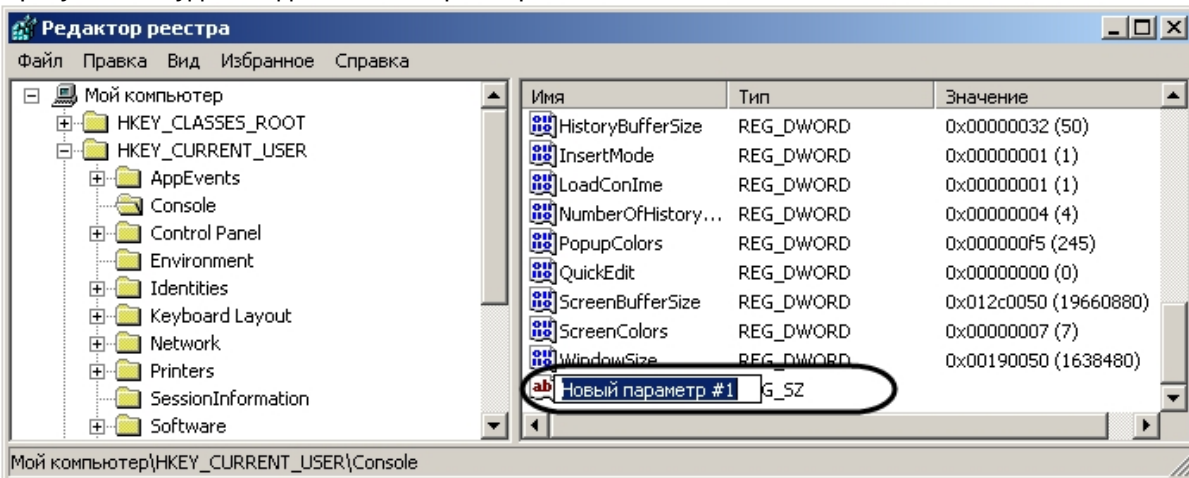 Редактор реестра
Файл Правка Вид Избранное Справка
Мой компьютер
HKEY_CLASSES_ROOT
HKEY_CURRENT_USER
AppEvents
Console
Control Panel
Environment
Identities
Keyboard Layout
Network
Printers
SessionInformation
Software
Имя Тип Значение
HistoryBufferSize REG_DWORD 0x00000032 (50)
InsertMode REG_DWORD 0x00000001 (1)
LoadConIme REG_DWORD 0x00000001 (1)
NumberOfHistory... REG_DWORD 0x00000004 (4)
PopupColors REG_DWORD 0x000000f5 (245)
QuickEdit REG_DWORD 0x00000000 (0)
ScreenBufferSize REG_DWORD 0x012c0050 (19660880)
ScreenColors REG_DWORD 0x00000007 (7)
WindowSize REG_DWORD 0x00190050 (1638480)
Новый параметр #1 G_SZ
Мой компьютер\HKEY_CURRENT_USER\Console